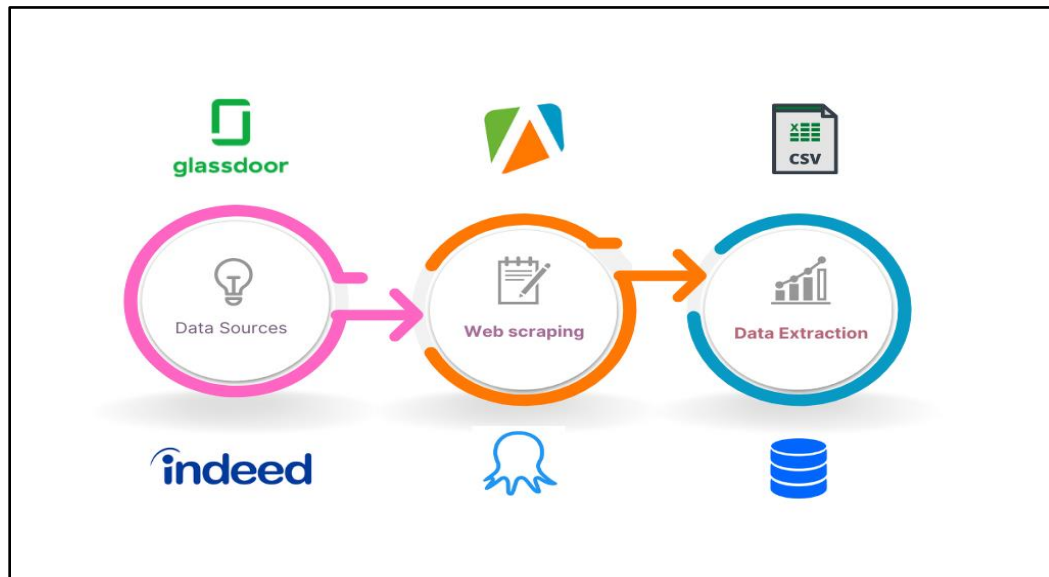 glassdoor
CSV
Data Sources
Web scraping
Data Extraction
indeed